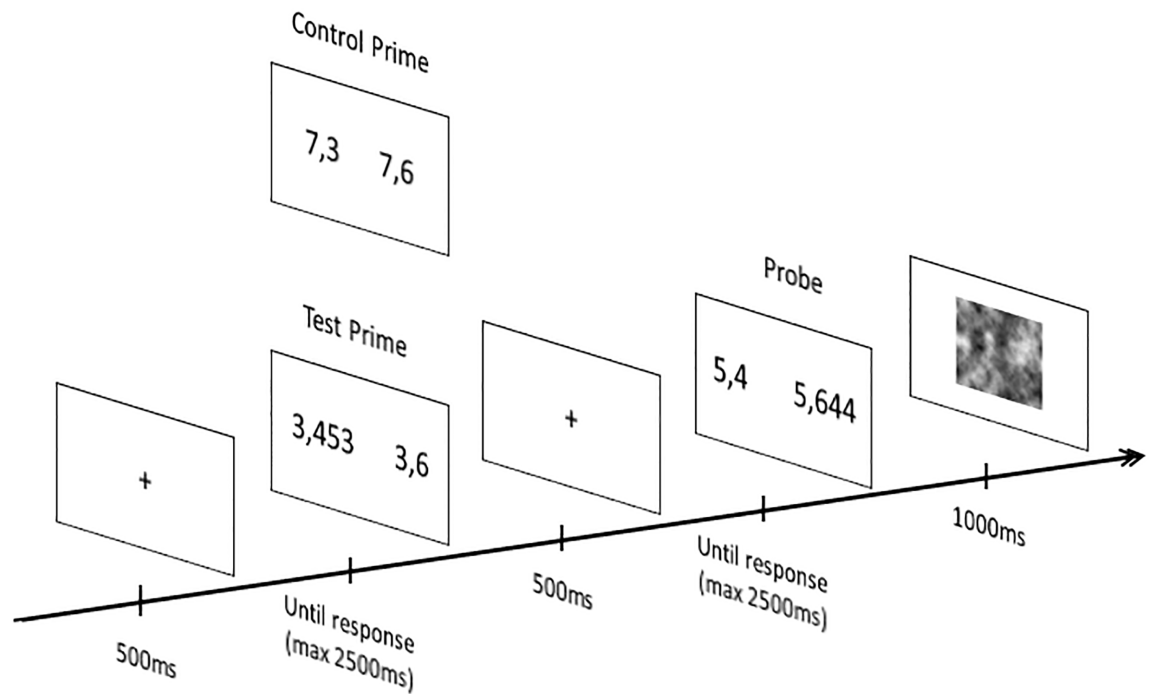 Control Prime
7,3 7,6
Test Prime
3,453 3,6
+
+
Probe
5,4 5,644
500ms
Until response
(max 2500ms)
500ms
Until response
(max 2500ms)
1000ms